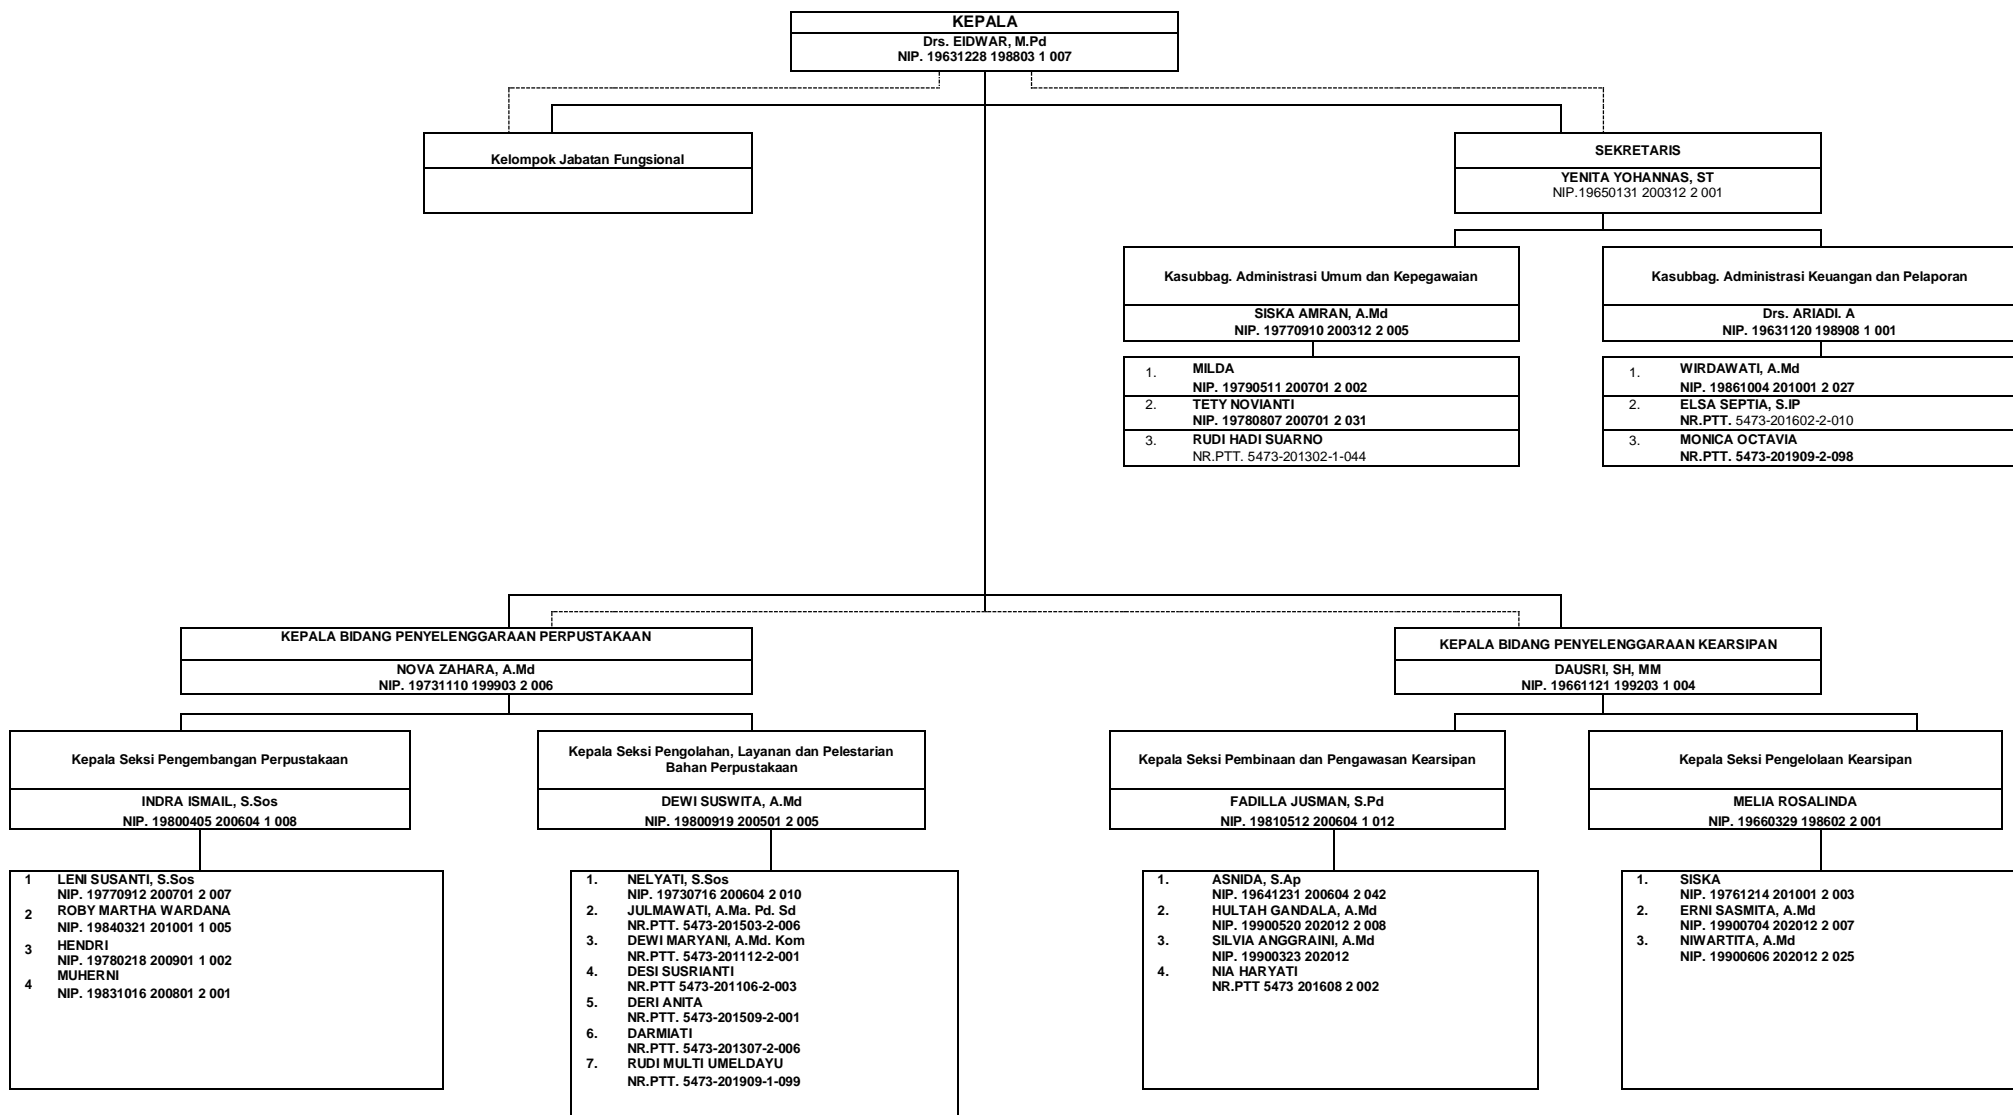 KEPALA
Drs. EIDWAR, M.Pd
NIP. 19631228 198803 1 007
Kelompok Jabatan Fungsional
SEKRETARIS
YENITA YOHANNAS, ST
NIP.19650131 200312 2 001
Kasubbag. Administrasi Umum dan Kepegawaian
SISKA AMRAN, A.Md
NIP. 19770910 200312 2 005
1. MILDA
NIP. 19790511 200701 2 002
2. TETY NOVIANTI
NIP. 19780807 200701 2 031
3. RUDI HADI SUARNO
NR.PTT. 5473-201302-1-044
Kasubbag. Administrasi Keuangan dan Pelaporan
Drs. ARIADI. A
NIP. 19631120 198908 1 001
1. WIRDAWATI, A.Md
NIP. 19861004 201001 2 027
2. ELSA SEPTIA, S.IP
NR.PTT. 5473-201602-2-010
3. MONICA OCTAVIA
NR.PTT. 5473-201909-2-098
KEPALA BIDANG PENYELENGGARAAN PERPUSTAKAAN
NOVA ZAHARA, A.Md
NIP. 19731110 199903 2 006
Kepala Seksi Pengembangan Perpustakaan
INDRA ISMAIL, S.Sos
NIP. 19800405 200604 1 008
1 LENI SUSANTI, S.Sos
NIP. 19770912 200701 2 007
2 ROBY MARTHA WARDANA
NIP. 19840321 201001 1 005
3 HENDRI
NIP. 19780218 200901 1 002
4 MUHERNI
NIP. 19831016 200801 2 001
Kepala Seksi Pengolahan, Layanan dan Pelestarian
Bahan Perpustakaan
DEWI SUSWITA, A.Md
NIP. 19800919 200501 2 005
1. NELYATI, S.Sos
NIP. 19730716 200604 2 010
2. JULMAWATI, A.Ma. Pd. Sd
NR.PTT. 5473-201503-2-006
3. DEWI MARYANI, A.Md. Kom
NR.PTT. 5473-201112-2-001
4. DESI SUSRIANTI
NR.PTT 5473-201106-2-003
5. DERI ANITA
NR.PTT. 5473-201509-2-001
6. DARMIATI
NR.PTT. 5473-201307-2-006
7. RUDI MULTI UMELDAYU
NR.PTT. 5473-201909-1-099
KEPALA BIDANG PENYELENGGARAAN KEARSIPAN
DAUSRI, SH, MM
NIP. 19661121 199203 1 004
Kepala Seksi Pembinaan dan Pengawasan Kearsipan
FADILLA JUSMAN, S.Pd
NIP. 19810512 200604 1 012
1. ASNIDA, S.Ap
NIP. 19641231 200604 2 042
2. HULTAH GANDALA, A.Md
NIP. 19900520 202012 2 008
3. SILVIA ANGGRAINI, A.Md
NIP. 19900323 202012
4. NIA HARYATI
NR.PTT 5473 201608 2 002
Kepala Seksi Pengelolaan Kearsipan
MELIA ROSALINDA
NIP. 19660329 198602 2 001
1. SISKA
NIP. 19761214 201001 2 003
2. ERNI SASMITA, A.Md
NIP. 19900704 202012 2 007
3. NIWARTITA, A.Md
NIP. 19900606 202012 2 025